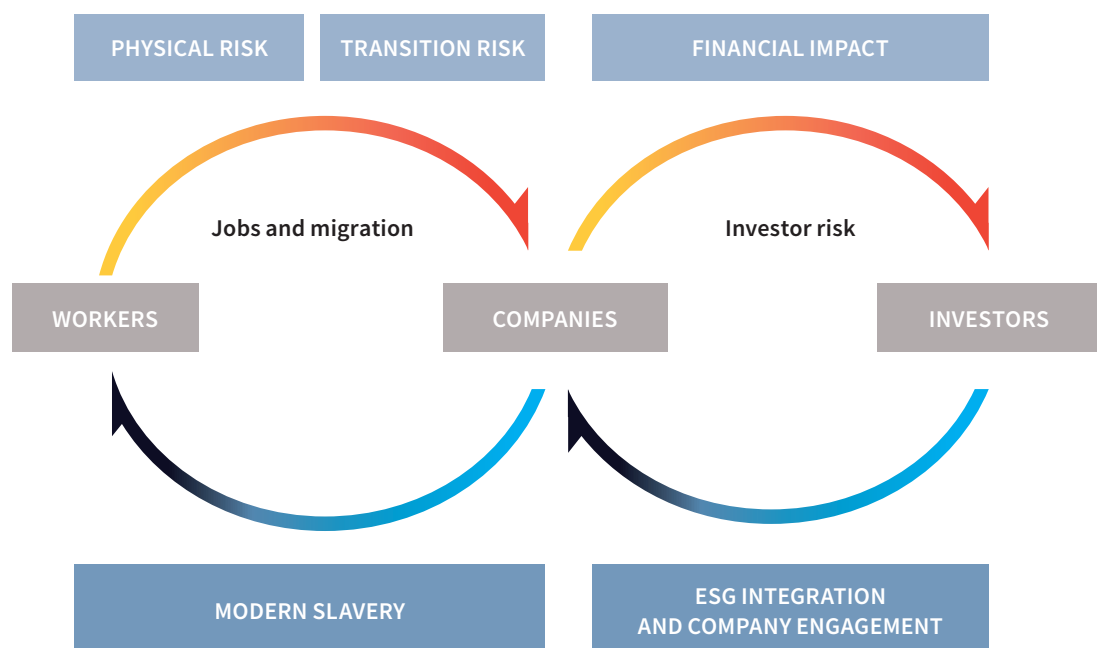 PHYSICAL RISK
TRANSITION RISK
FINANCIAL IMPACT
Jobs and migration
Investor risk
WORKERS
COMPANIES
INVESTORS
MODERN SLAVERY
ESG INTEGRATION
AND COMPANY ENGAGEMENT